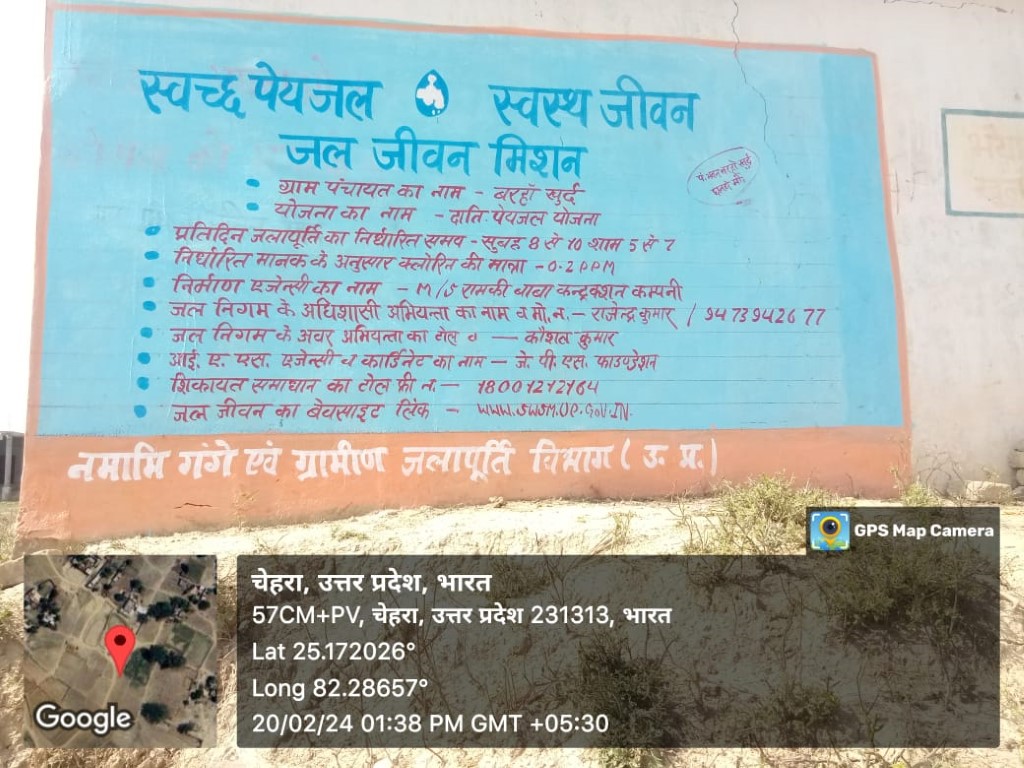 स्वच्छ पेयजल स्वस्थ जीवन
जल जीवन मिशन
ग्राम पंचायत का नाम - बरहाँ खुर्द
योजना का नाम - दाति पेयजल योजना
प्रतिदिन जलापूर्ति का निर्धारित समय - सुबह 8 से 10 शाम 5 से 7
निर्धारित मानक के अनुसार क्लोरिन की मात्रा - 0.2 PPM
निर्माण एजेन्सी का नाम - M/S रामकी बाबा कन्ट्रक्शन कम्पनी
जल निगम के अधिशासी अभियन्ता का नाम व मो.न. - राजेन्द्र कुमार / 9473942677
जल निगम के अवर अभियन्ता का - कौशल कुमार
आई. ए. एस. एजेन्सी व कार्डिनेट का नाम - जे. पी. एस. फाउण्डेशन
शिकायत समाधान का टोल फ्री न. - 18001212164
जल जीवन का बेवसाइट लिंक - WWW.SWSM.UP.GOV.IN.
नमामि गंगे एवं ग्रामीण जलापूर्ति विभाग ( ऊ. प्र. )
GPS Map Camera
चेहरा, उत्तर प्रदेश, भारत
57CM+PV, चेहरा, उत्तर प्रदेश 231313, भारत
Lat 25.172026°
Long 82.28657°
20/02/24 01:38 PM GMT +05:30
Google